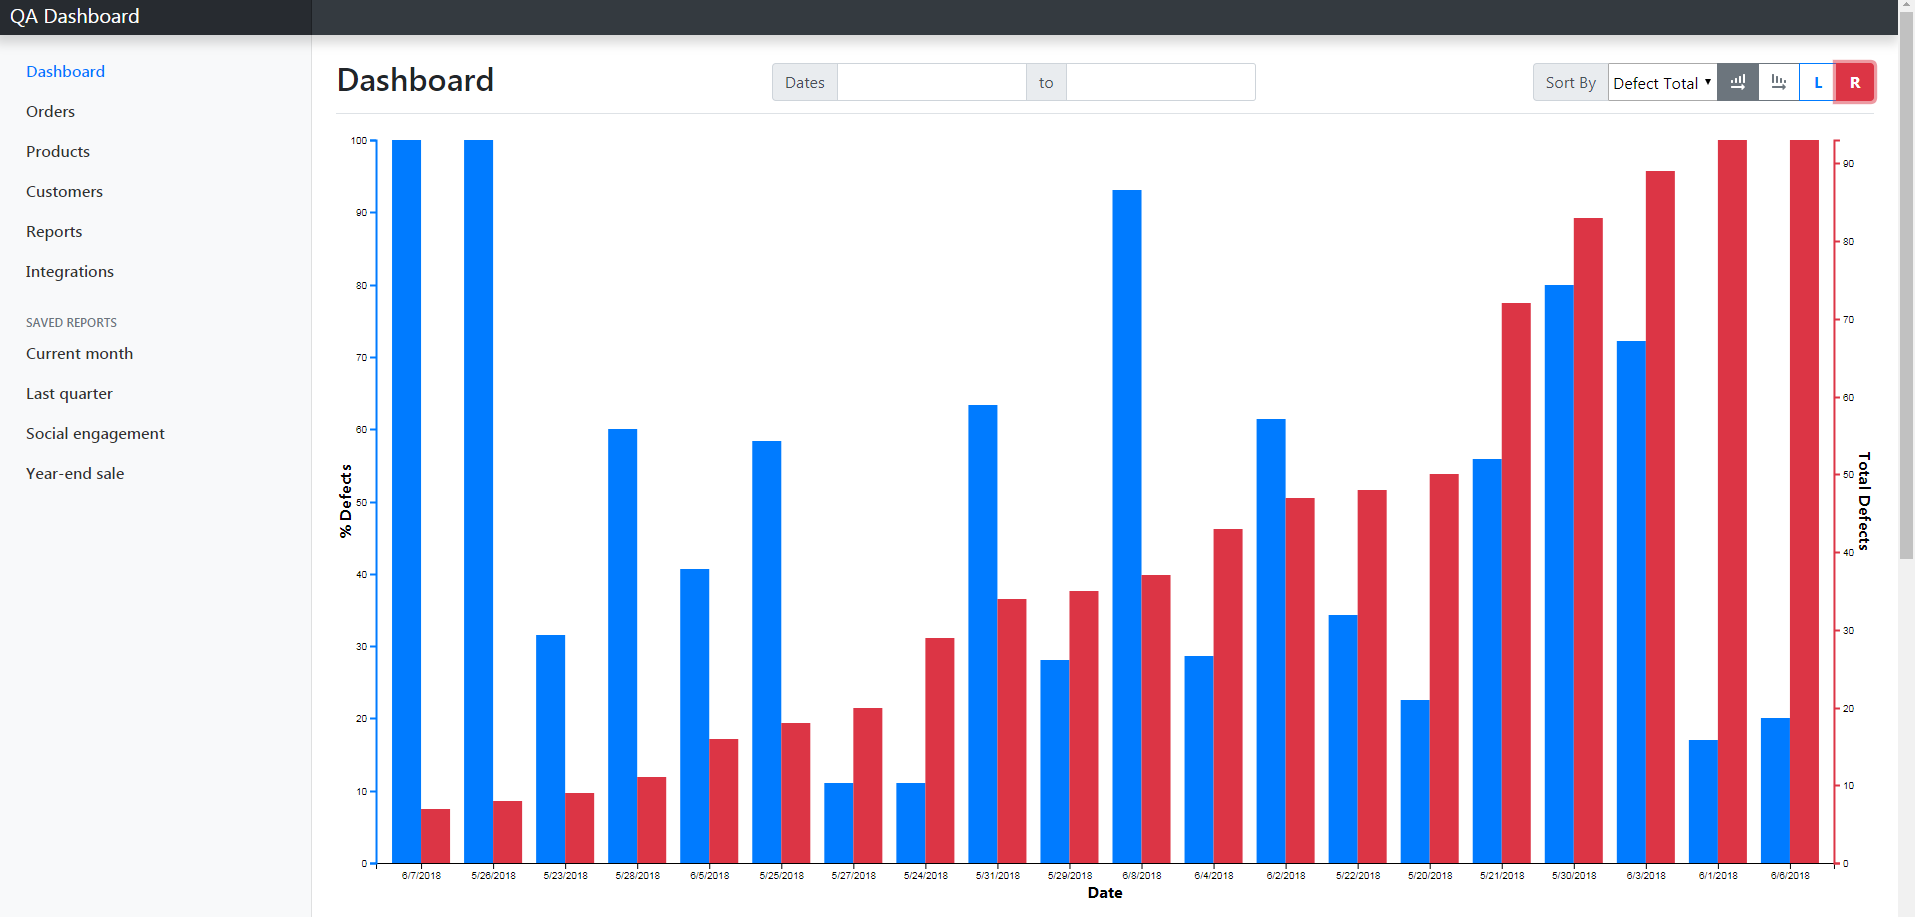 QA Dashboard
Dashboard
Orders
Products
Customers
Reports
Integrations
SAVED REPORTS
Current month
Last quarter
Social engagement
Year-end sale
Dashboard
Dates to
Sort By Defect Total L R
% Defects
100
90
80
70
60
50
40
30
20
10
0
90
80
70
60
50
40
30
20
10
0
Total Defects
6/7/2018 5/26/2018 5/23/2018 5/28/2018 6/5/2018 5/25/2018 5/27/2018 5/24/2018 5/31/2018 5/29/2018 6/8/2018 6/4/2018 6/2/2018 5/22/2018 5/20/2018 5/21/2018 5/30/2018 6/3/2018 6/1/2018 6/6/2018
Date